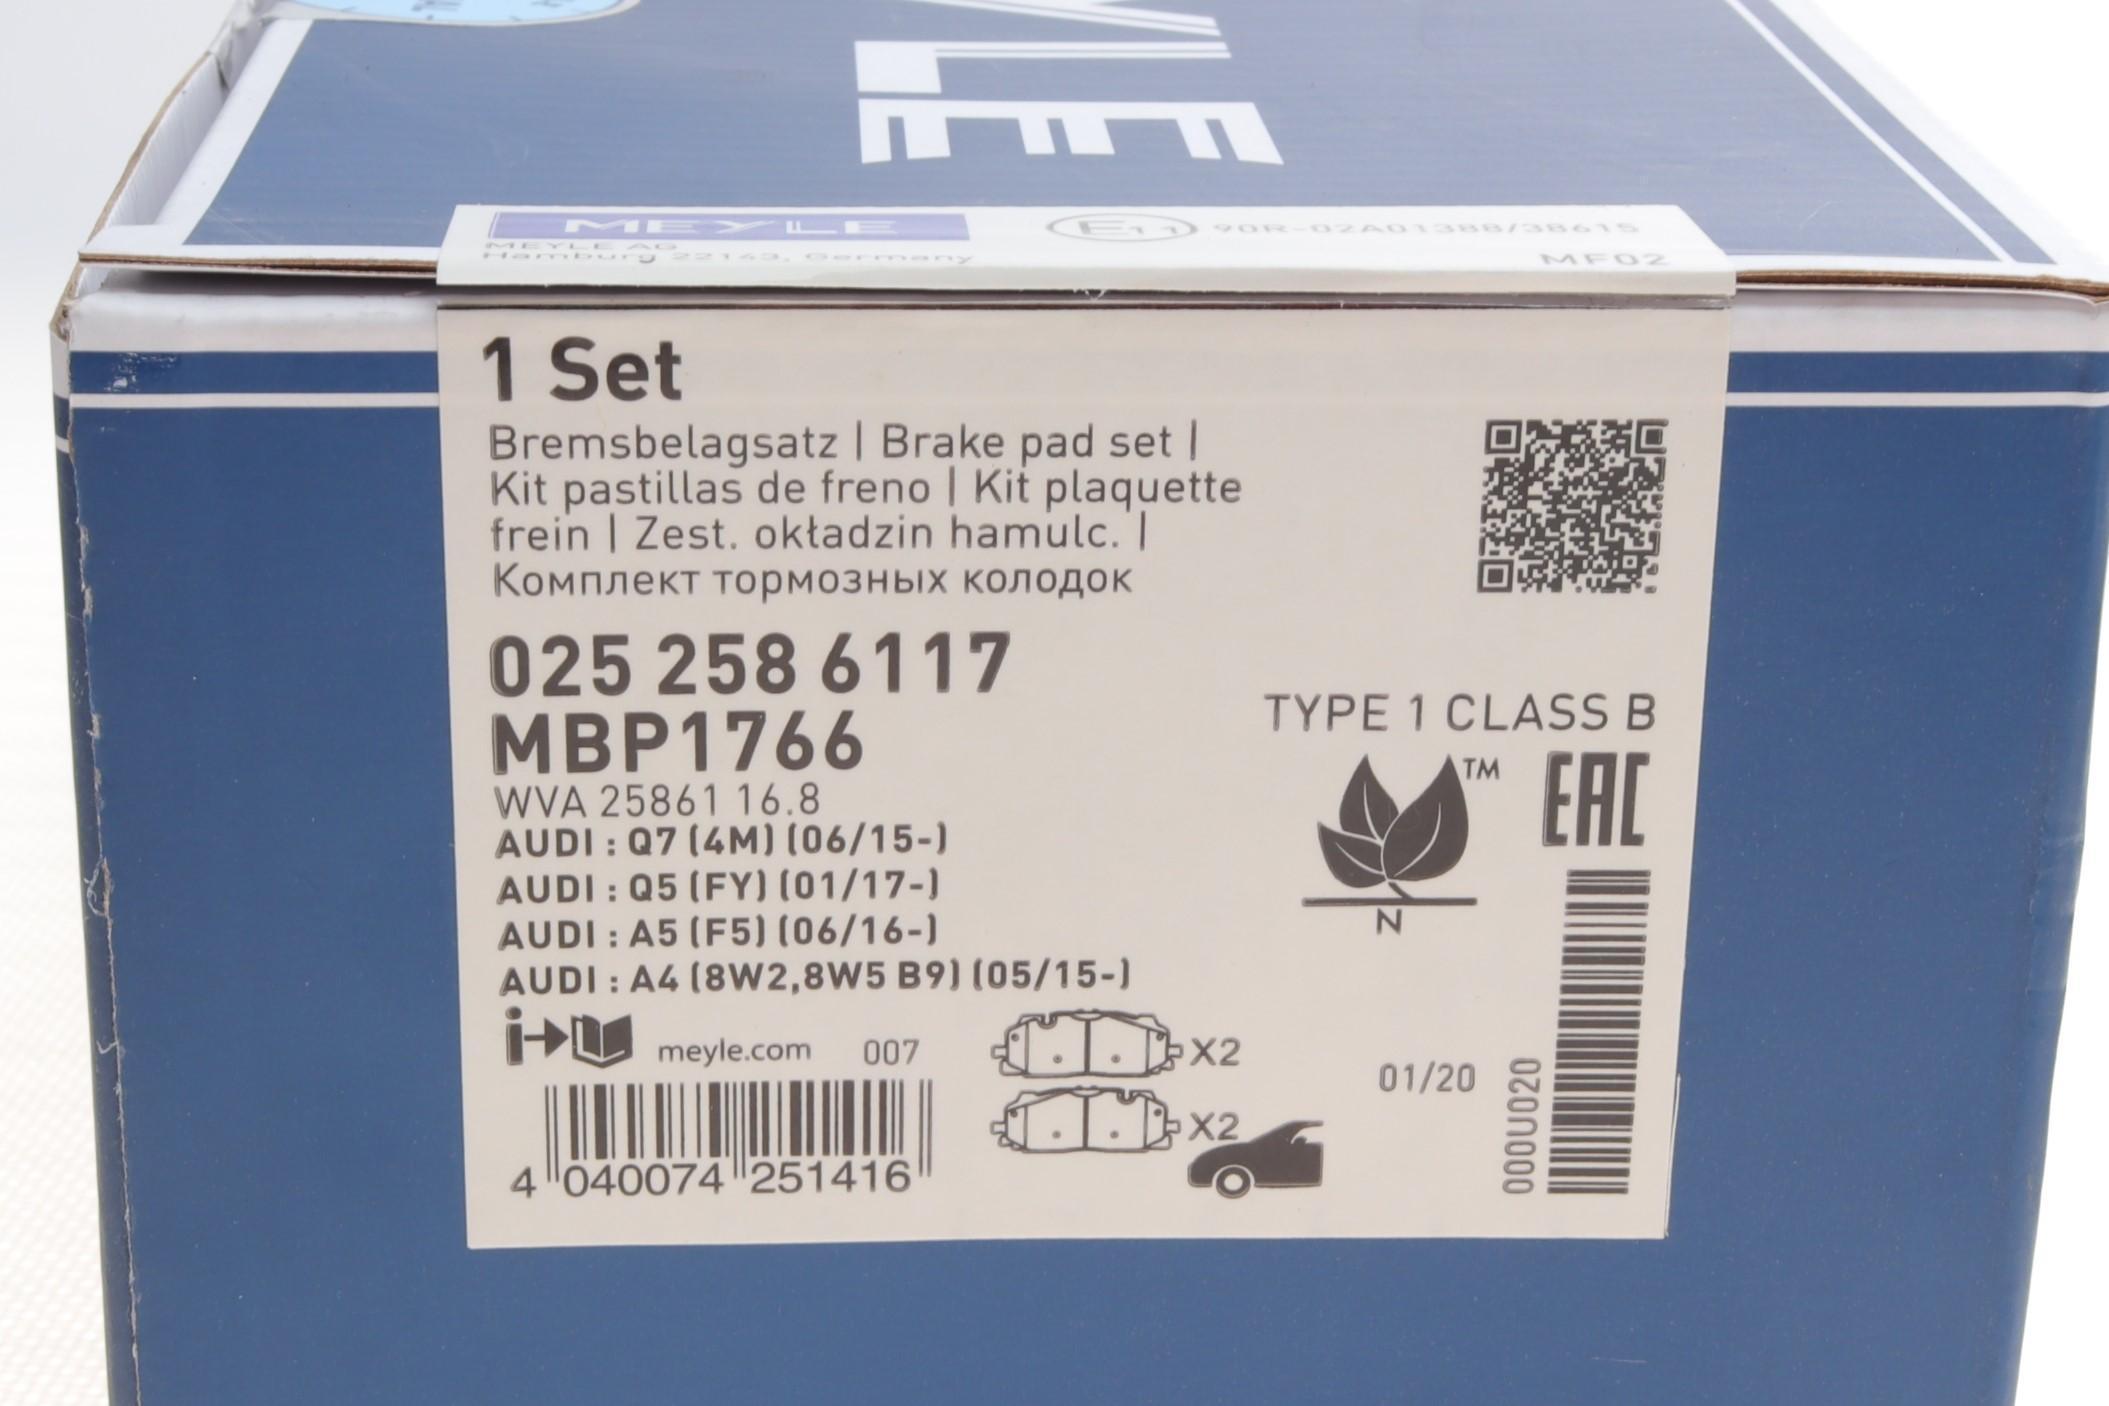 MEYLE
MEYLE AG
Hamburg 22143, Germany
E11 90R-02A01388/38615
MF02
1 Set
Bremsbelagsatz | Brake pad set |
Kit pastillas de freno | Kit plaquette
frein | Zest. okładzin hamulc. |
Комплект тормозных колодок
025 258 6117
MBP1766
WVA 25861 16.8
TYPE 1 CLASS B
AUDI : Q7 (4M) (06/15-)
AUDI : Q5 (FY) (01/17-)
AUDI : A5 (F5) (06/16-)
AUDI : A4 (8W2,8W5 B9) (05/15-)
TM
EAC
N
i meyle.com 007
X2
X2
01/20
000U020
4 040074 251416